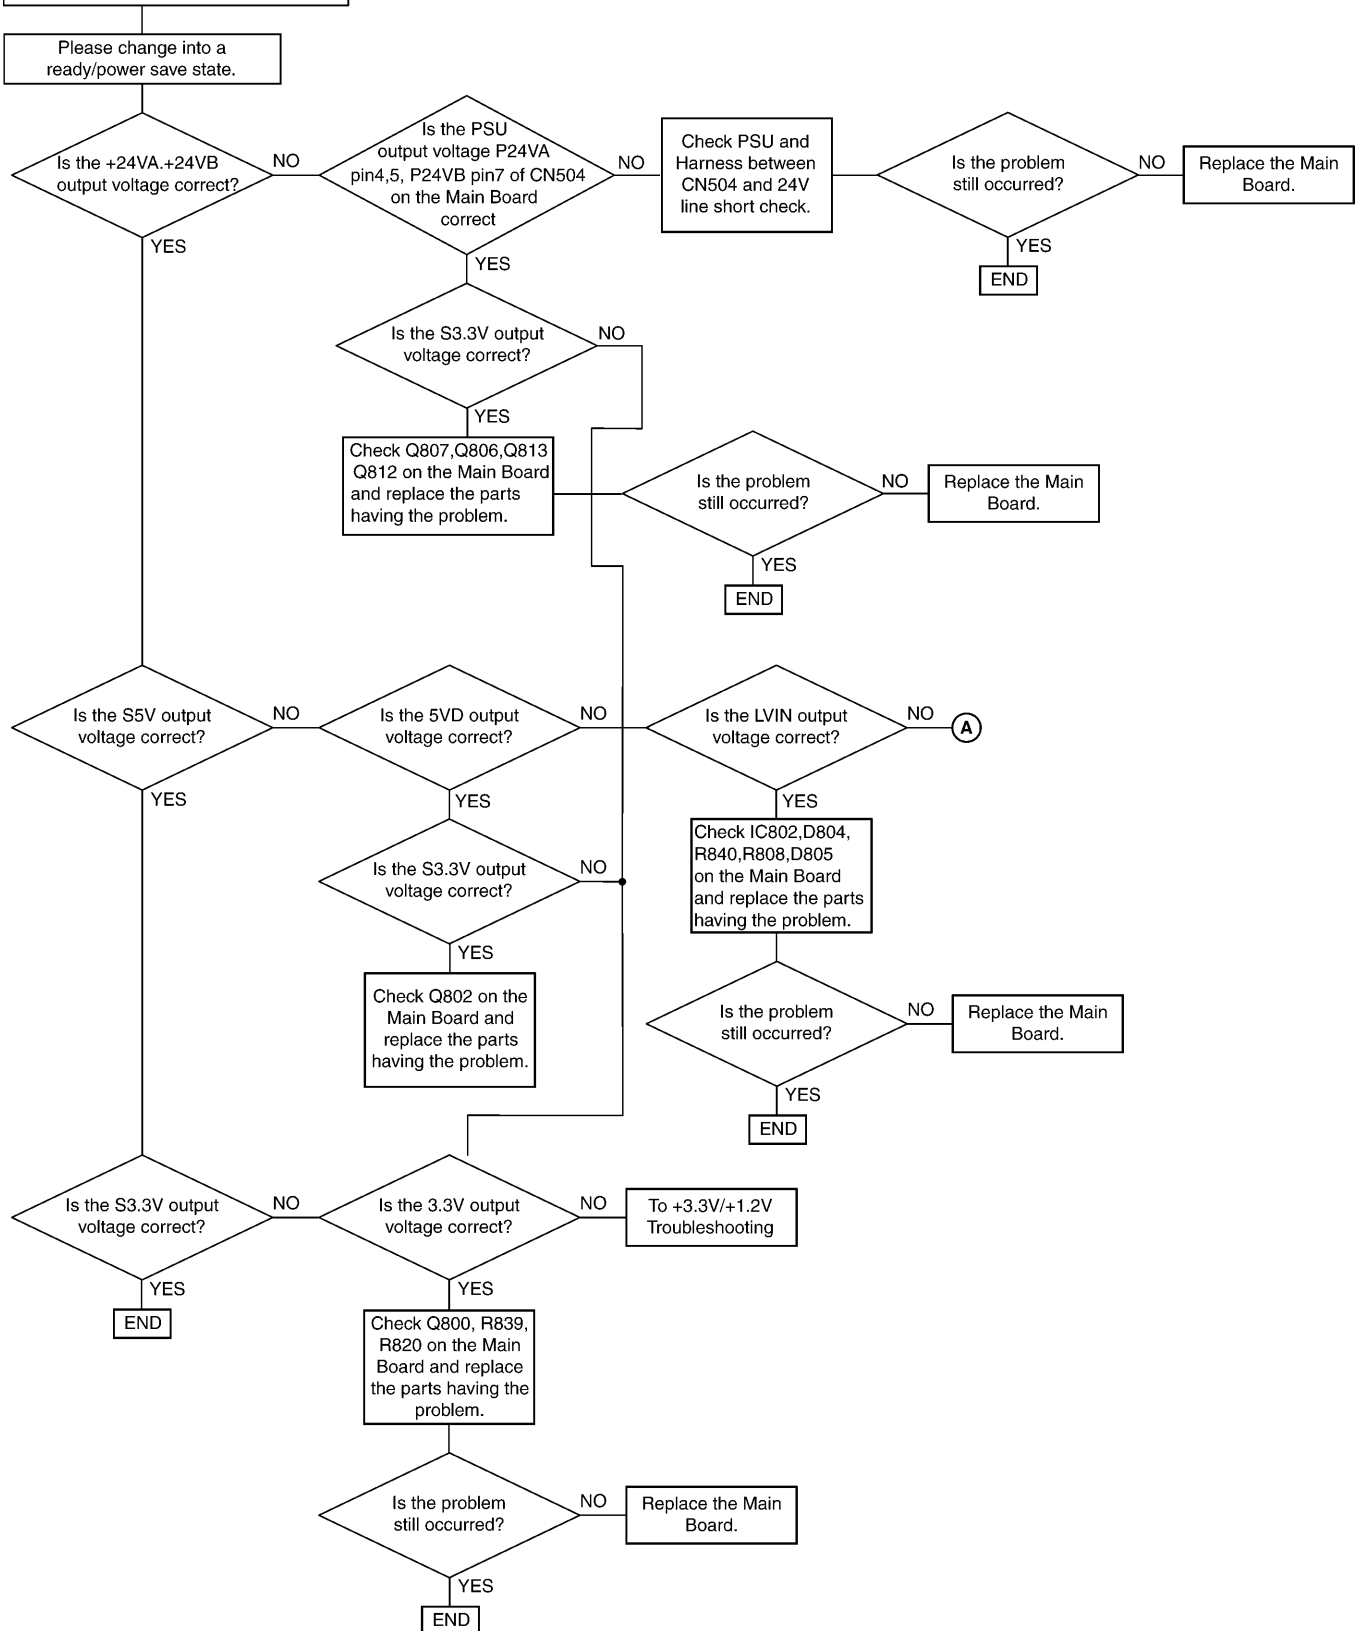 Please change into a
ready/power save state.
Is the +24VA.+24VB
output voltage correct?
NO
YES
Is the PSU
output voltage P24VA
pin4,5, P24VB pin7 of CN504
on the Main Board
correct
NO
YES
Check PSU and
Harness between
CN504 and 24V
line short check.
Is the problem
still occurred?
NO
Replace the Main
Board.
YES
END
Is the S3.3V output
voltage correct?
NO
YES
Check Q807,Q806,Q813
Q812 on the Main Board
and replace the parts
having the problem.
Is the problem
still occurred?
NO
Replace the Main
Board.
YES
END
Is the S5V output
voltage correct?
NO
YES
Is the 5VD output
voltage correct?
NO
YES
Is the LVIN output
voltage correct?
NO
A
YES
Is the S3.3V output
voltage correct?
NO
YES
Check Q802 on the
Main Board and
replace the parts
having the problem.
Check IC802,D804,
R840,R808,D805
on the Main Board
and replace the parts
having the problem.
Is the problem
still occurred?
NO
Replace the Main
Board.
YES
END
Is the S3.3V output
voltage correct?
NO
YES
END
Is the 3.3V output
voltage correct?
NO
To +3.3V/+1.2V
Troubleshooting
YES
Check Q800, R839,
R820 on the Main
Board and replace
the parts having the
problem.
Is the problem
still occurred?
NO
Replace the Main
Board.
YES
END